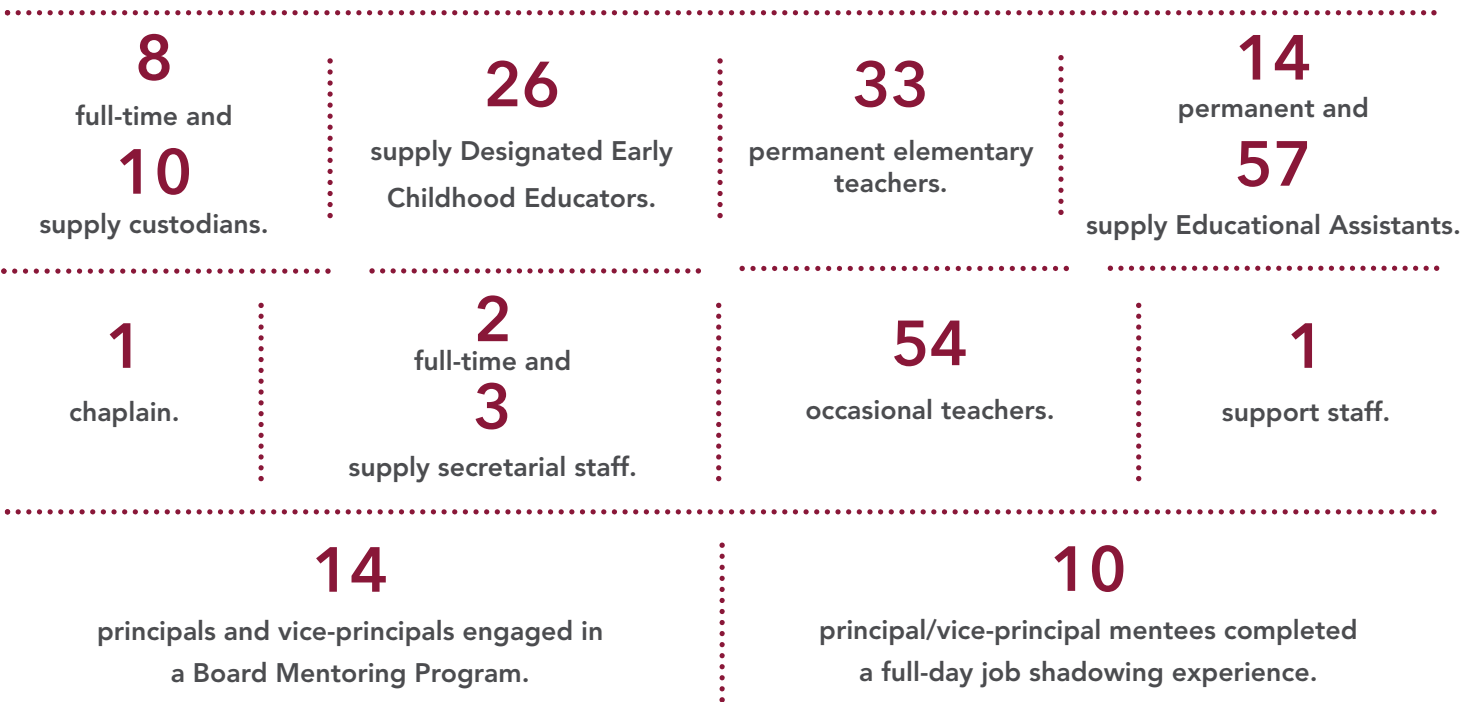 8
full-time and
10
supply custodians.
26
supply Designated Early
Childhood Educators.
33
permanent elementary
teachers.
14
permanent and
57
supply Educational Assistants.
1
chaplain.
2
full-time and
3
supply secretarial staff.
54
occasional teachers.
1
support staff.
14
principals and vice-principals engaged in
a Board Mentoring Program.
10
principal/vice-principal mentees completed
a full-day job shadowing experience.